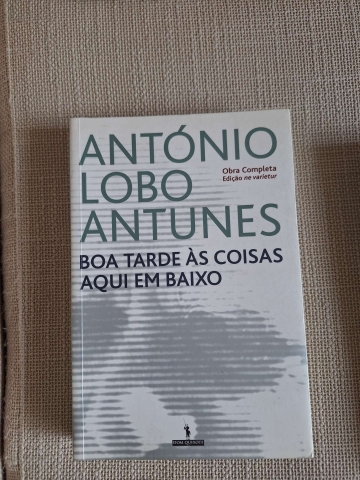 ANTÓNIO
LOBO
ANTUNES
Obra Completa
Edição ne varietur
BOA TARDE ÀS COISAS
AQUI EM BAIXO
DOM QUIXOTE